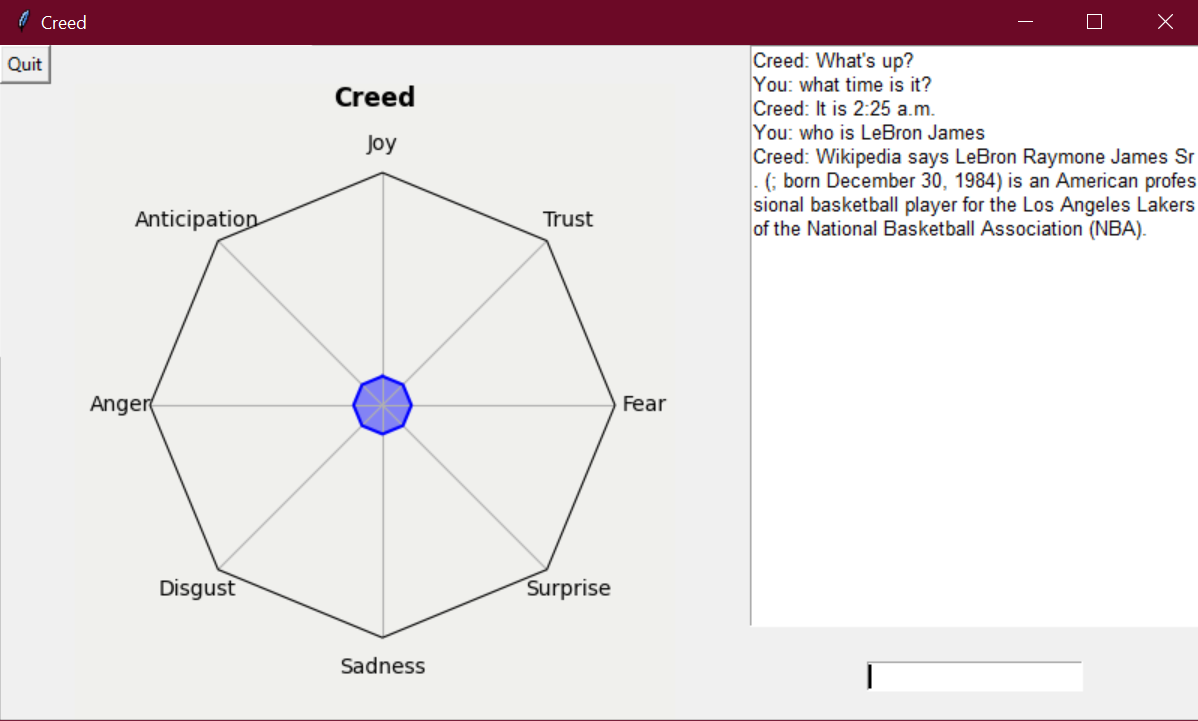 Creed
Quit
Creed
Joy
Anticipation
Trust
Anger
Fear
Disgust
Surprise
Sadness
Creed: What's up?
You: what time is it?
Creed: It is 2:25 a.m.
You: who is LeBron James
Creed: Wikipedia says LeBron Raymone James Sr
. (; born December 30, 1984) is an American profes
sional basketball player for the Los Angeles Lakers
of the National Basketball Association (NBA).